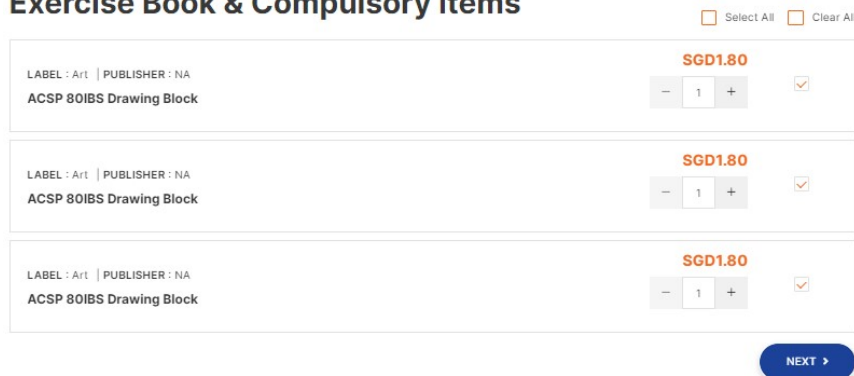 Exercise Book & Compulsory Items
Select All Clear All
SGD1.80
LABEL : Art | PUBLISHER : NA
ACSP 80IBS Drawing Block
− 1 +
SGD1.80
LABEL : Art | PUBLISHER : NA
ACSP 80IBS Drawing Block
− 1 +
SGD1.80
LABEL : Art | PUBLISHER : NA
ACSP 80IBS Drawing Block
− 1 +
NEXT >